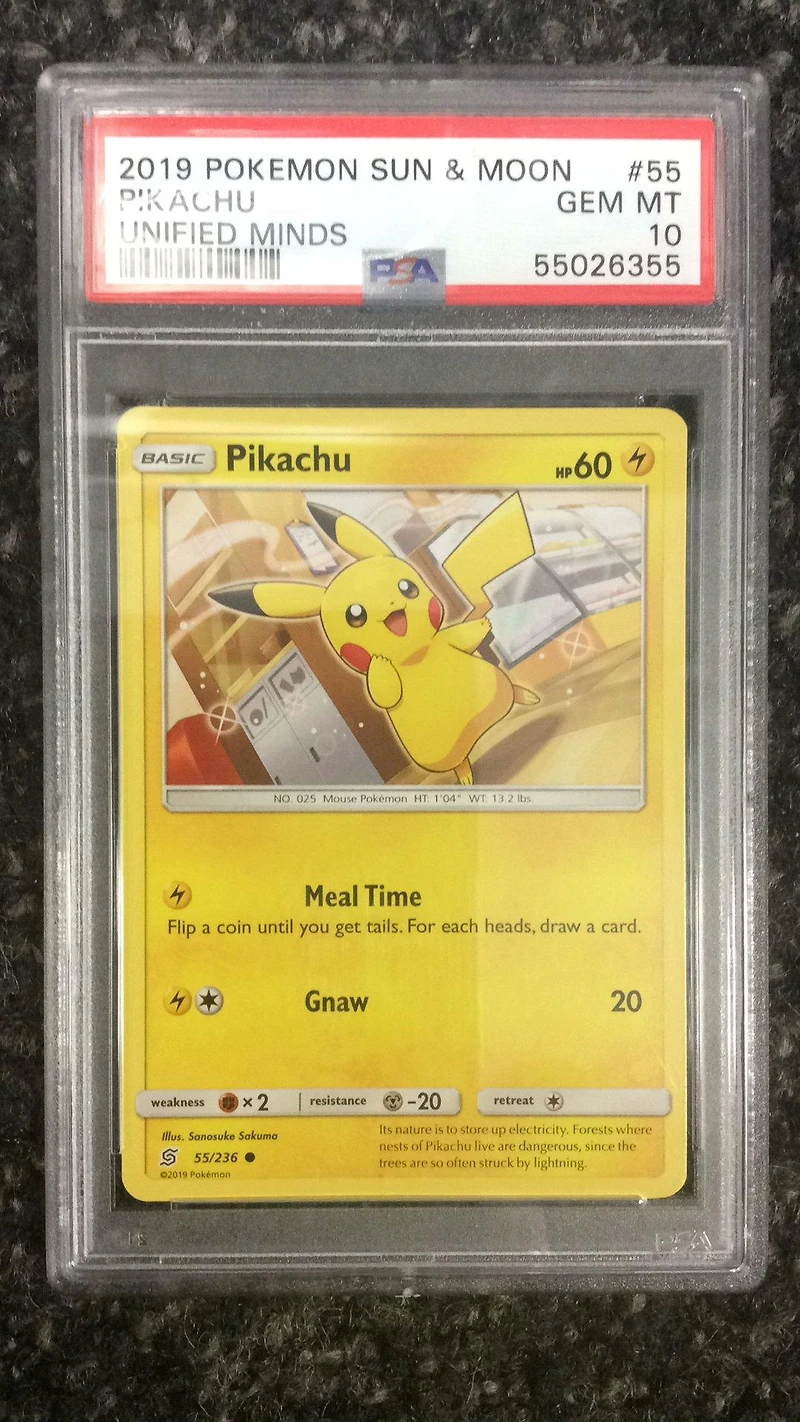 2019 POKEMON SUN & MOON #55
PIKACHU GEM MT
UNIFIED MINDS 10
PSA 55026355
BASIC Pikachu HP 60
NO. 025 Mouse Pokémon HT: 1'04" WT: 13.2 lbs.
Meal Time
Flip a coin until you get tails. For each heads, draw a card.
Gnaw 20
weakness ×2 resistance -20 retreat
Illus. Sanosuke Sakuma
55/236
©2019 Pokémon
Its nature is to store up electricity. Forests where
nests of Pikachu live are dangerous, since the
trees are so often struck by lightning.
PSA